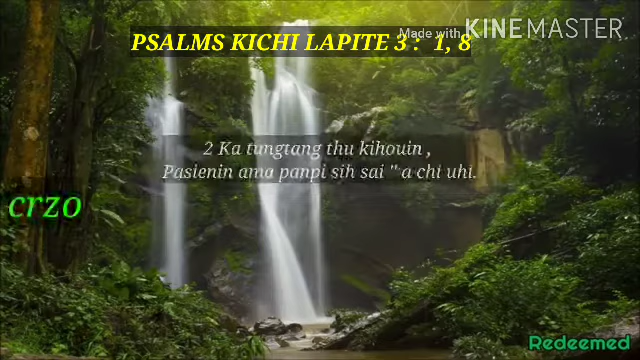 Made with KINEMASTER
PSALMS KICHI LAPITE 3 : 1, 8
2 Ka tungtang thu kihouin ,
Pasienin ama panpi sih sai " a chi uhi.
crzo
Redeemed